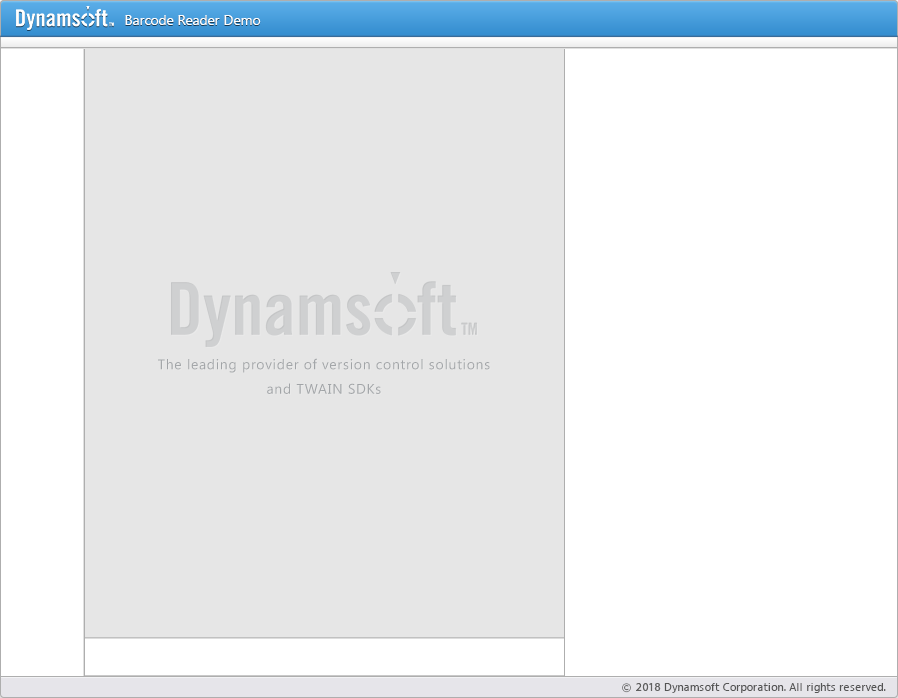 Dynamsoft™ Barcode Reader Demo
Dynamsoft™
The leading provider of version control solutions
and TWAIN SDKs
© 2018 Dynamsoft Corporation. All rights reserved.